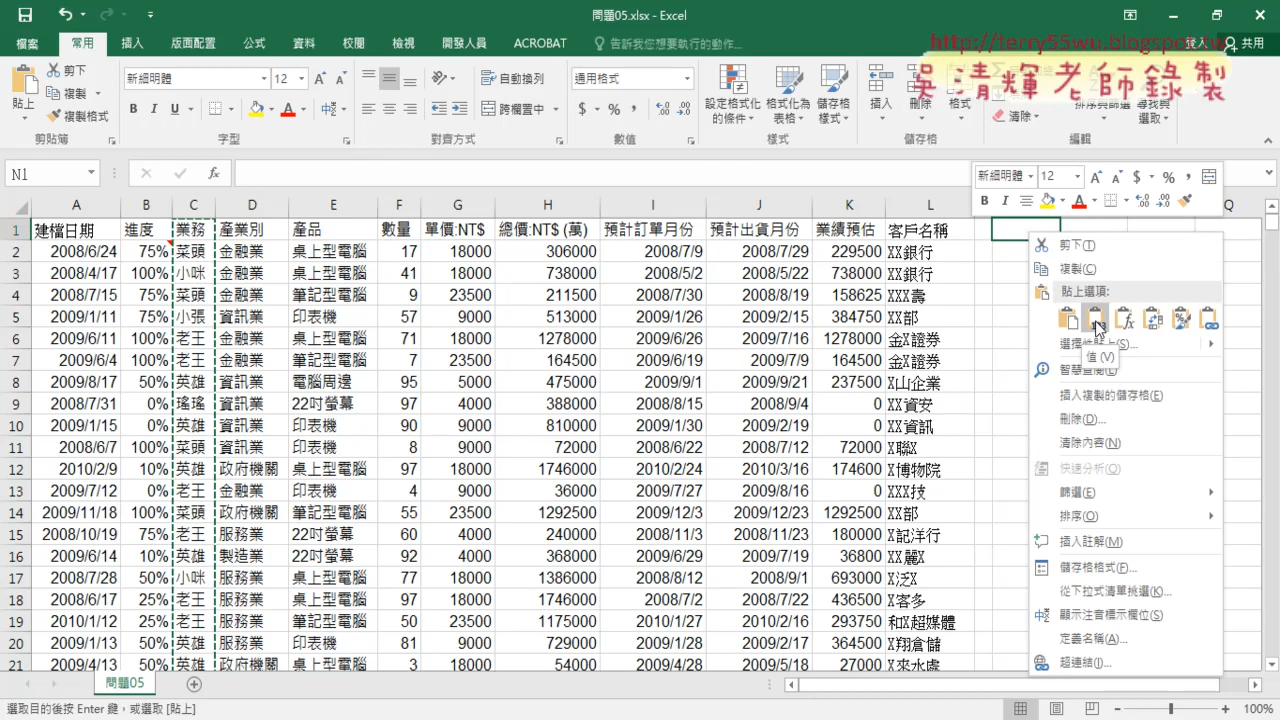 問題05.xlsx - Excel
http://terry55wu.blogspot.tw
吳清輝老師錄製
檔案 常用 插入 版面配置 公式 資料 校閱 檢視 開發人員 ACROBAT 告訴我您想要執行的動作... 登入 共用
貼上 剪下 複製 複製格式 剪貼簿
新細明體 12 B I U 字型
自動換列 跨欄置中 對齊方式
通用格式 $ % , 數值
設定格式化的條件 格式化為表格 儲存格樣式 樣式
插入 刪除 格式 儲存格
清除 排序與篩選 尋找與選取 編輯
N1 fx
新細明體 12 A A $ % ,
B I A
A B C D E F G H I J K L Q
1 建檔日期 進度 業務 產業別 產品 數量 單價:NT$ 總價:NT$ (萬) 預計訂單月份 預計出貨月份 業績預估 客戶名稱
2 2008/6/24 75% 菜頭 金融業 桌上型電腦 17 18000 306000 2008/7/9 2008/7/29 229500 XX銀行
3 2008/4/17 100% 小咪 金融業 桌上型電腦 41 18000 738000 2008/5/2 2008/5/22 738000 XX銀行
4 2008/7/15 75% 菜頭 金融業 筆記型電腦 9 23500 211500 2008/7/30 2008/8/19 158625 XXX壽
5 2009/1/11 75% 小張 資訊業 印表機 57 9000 513000 2009/1/26 2009/2/15 384750 XX部
6 2009/6/11 100% 老王 金融業 桌上型電腦 71 18000 1278000 2009/6/26 2009/7/16 1278000 金X證券
7 2009/6/4 100% 老王 金融業 筆記型電腦 7 23500 164500 2009/6/19 2009/7/9 164500 金X證券
8 2009/8/17 50% 英雄 資訊業 電腦周邊 95 5000 475000 2009/9/1 2009/9/21 237500 X山企業
9 2008/7/31 0% 瑤瑤 資訊業 22吋螢幕 97 4000 388000 2008/8/15 2008/9/4 0 XX資安
10 2009/1/15 0% 英雄 資訊業 印表機 90 9000 810000 2009/1/30 2009/2/19 0 XX資訊
11 2008/6/7 100% 菜頭 資訊業 印表機 8 9000 72000 2008/6/22 2008/7/12 72000 X聯X
12 2010/2/9 10% 英雄 政府機關 桌上型電腦 97 18000 1746000 2010/2/24 2010/3/16 174600 X博物院
13 2009/7/12 0% 老王 金融業 印表機 4 9000 36000 2009/7/27 2009/8/16 0 XXX技
14 2009/11/18 100% 菜頭 政府機關 筆記型電腦 55 23500 1292500 2009/12/3 2009/12/23 1292500 XX部
15 2008/10/19 75% 老王 服務業 22吋螢幕 60 4000 240000 2008/11/3 2008/11/23 180000 X記洋行
16 2009/6/14 10% 英雄 製造業 22吋螢幕 92 4000 368000 2009/6/29 2009/7/19 36800 XX麗X
17 2008/7/28 50% 小咪 服務業 桌上型電腦 77 18000 1386000 2008/8/12 2008/9/1 693000 X泛X
18 2008/6/17 25% 老王 服務業 桌上型電腦 97 18000 1746000 2008/7/2 2008/7/22 436500 X客多
19 2010/1/12 25% 老王 服務業 筆記型電腦 50 23500 1175000 2010/1/27 2010/2/16 293750 和X超媒體
20 2009/1/13 50% 英雄 服務業 印表機 81 9000 729000 2009/1/28 2009/2/17 364500 X翔倉儲
21 2009/4/13 50% 英雄 政府機關 桌上型電腦 3 18000 54000 2009/4/28 2009/5/18 27000 X來水處
剪下(T)
複製(C)
貼上選項:
選擇性貼上(S)...
值 (V)
智慧查閱(L)
插入複製的儲存格(E)
刪除(D)...
清除內容(N)
快速分析(Q)
篩選(E)
排序(O)
插入註解(M)
儲存格格式(F)...
從下拉式清單挑選(K)...
顯示注音標示欄位(S)
定義名稱(A)...
超連結(I)...
問題05
選取目的後按 Enter 鍵，或選取 [貼上]
100%